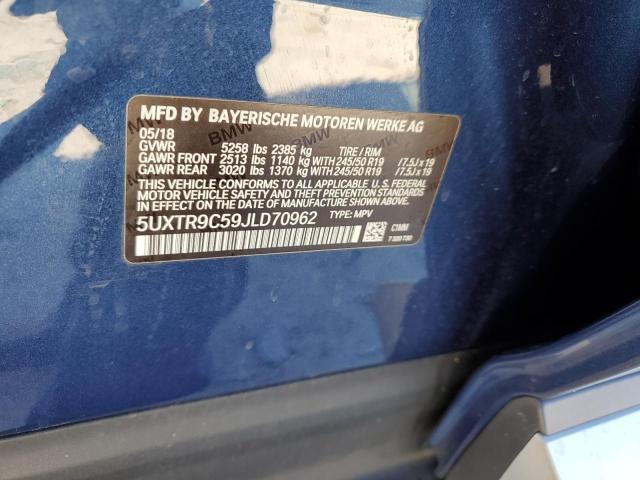 MFD BY BAYERISCHE MOTOREN WERKE AG
05/18
GVWR 5258 lbs 2385 kg TIRE / RIM
GAWR FRONT 2513 lbs 1140 kg WITH 245/50 R19 /7.5J x 19
GAWR REAR 3020 lbs 1370 kg WITH 245/50 R19 /7.5J x 19
THIS VEHICLE CONFORMS TO ALL APPLICABLE FEDERAL MOTOR
VEHICLE SAFETY, BUMPER, AND THEFT PREVENTION STANDARDS
IN EFFECT ON THE DATE OF MANUFACTURE SHOWN ABOVE.
5UXTR9C59JLD70962 TYPE: MPV
C1MM